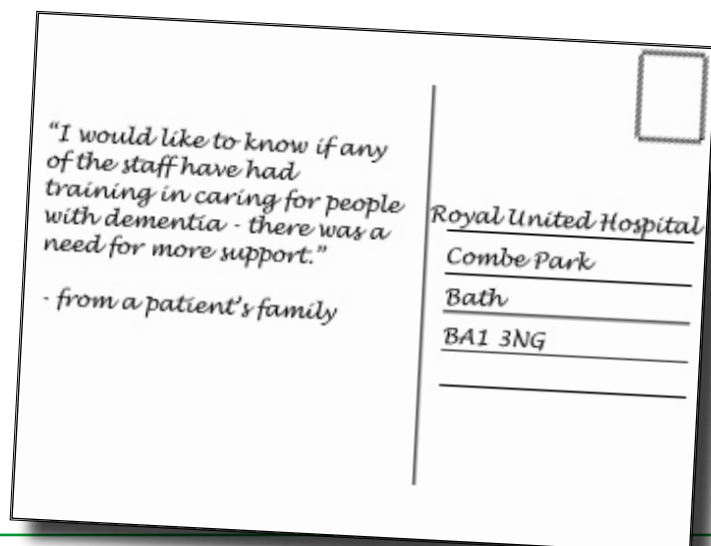 “I would like to know if any
of the staff have had
training in caring for people
with dementia - there was a
need for more support.”
- from a patient’s family
Royal United Hospital
Combe Park
Bath
BA1 3NG